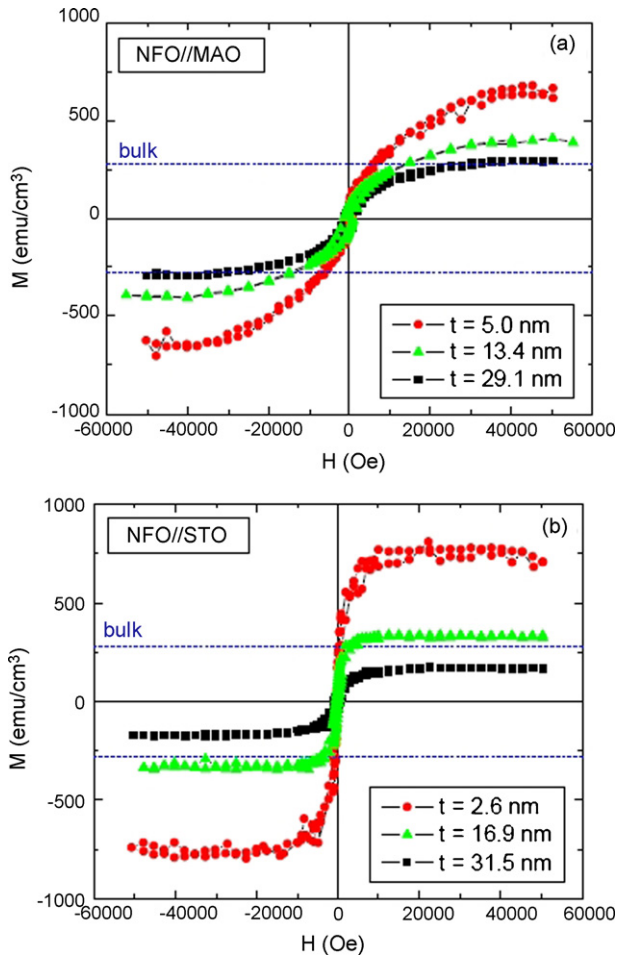 1000
(a)
NFO//MAO
500
bulk
0
-500
t = 5.0 nm
t = 13.4 nm
t = 29.1 nm
-1000
-60000 -40000 -20000 0 20000 40000 60000
M (emu/cm³)
H (Oe)
1000
(b)
NFO//STO
500
bulk
0
-500
t = 2.6 nm
t = 16.9 nm
t = 31.5 nm
-1000
-60000 -40000 -20000 0 20000 40000 60000
M (emu/cm³)
H (Oe)